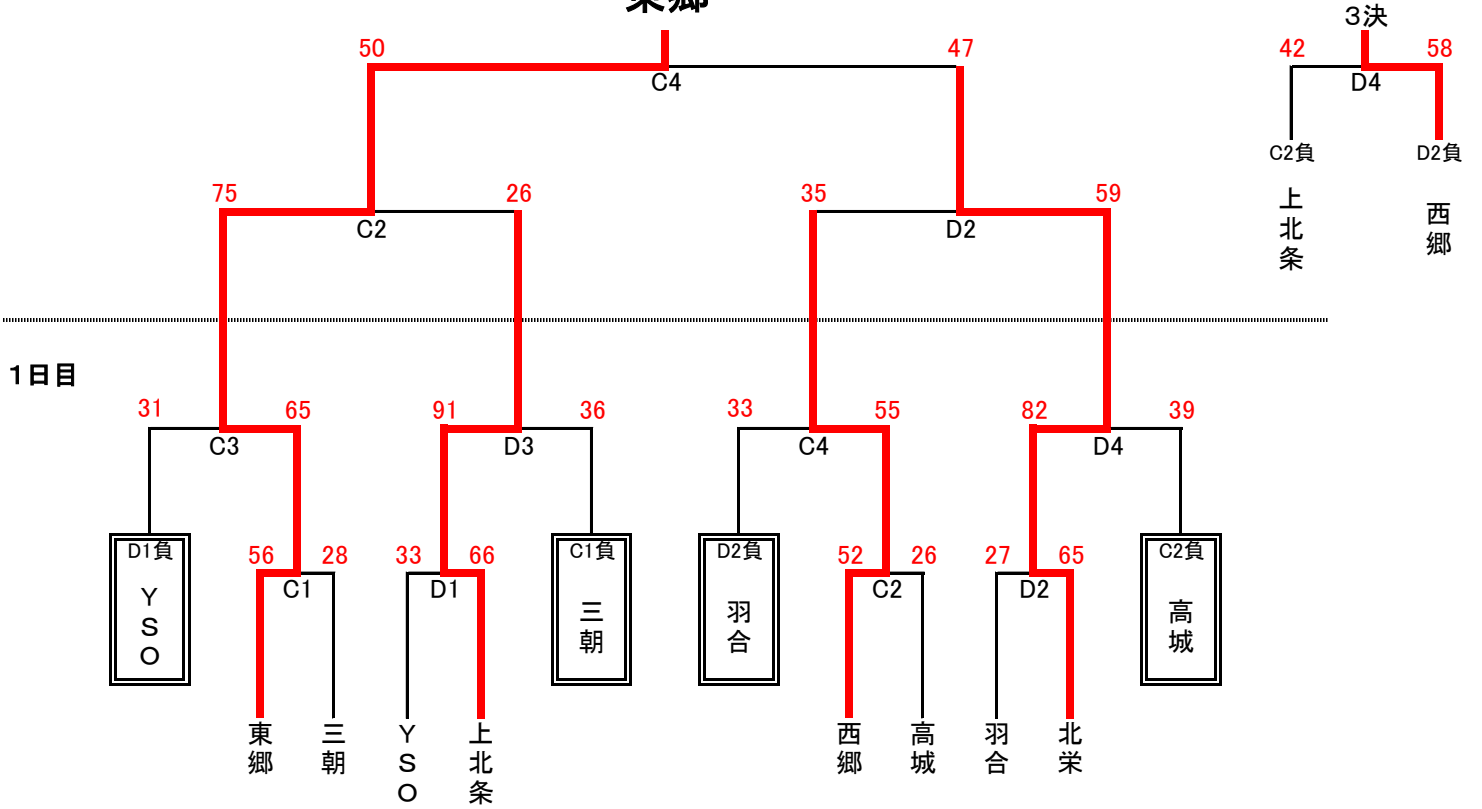 東郷
3決
50
47
42
58
C4
D4
C2負
D2負
上北条
西郷
75
26
35
59
C2
D2
1日目
31
65
91
36
33
55
82
39
C3
D3
C4
D4
D1負
YSO
C1負
三朝
D2負
羽合
C2負
高城
56
28
33
66
52
26
27
65
C1
D1
C2
D2
東郷
三朝
YSO
上北条
西郷
高城
羽合
北栄